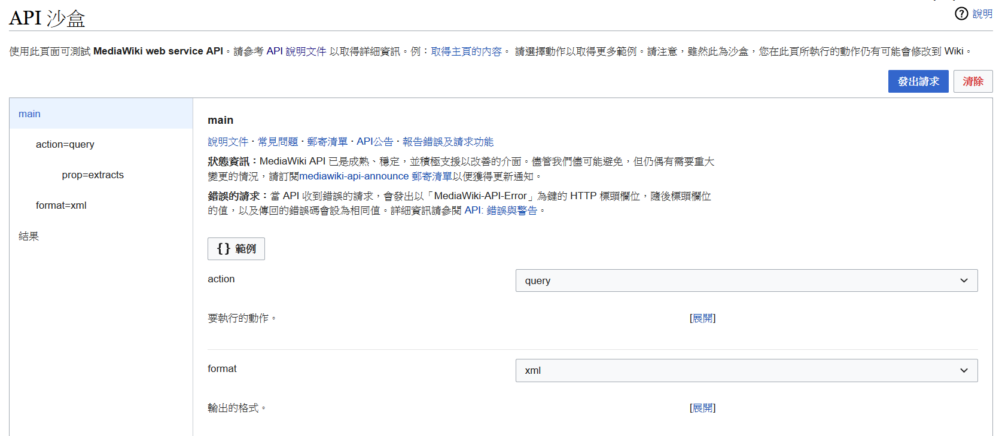 API 沙盒
說明
使用此頁面可測試 MediaWiki web service API。請參考 API 說明文件 以取得詳細資訊。例：取得主頁的內容。 請選擇動作以取得更多範例。請注意，雖然此為沙盒，您在此頁所執行的動作仍有可能會修改到 Wiki。
發出請求
清除
main
action=query
prop=extracts
format=xml
結果
main
說明文件 · 常見問題 · 郵寄清單 · API公告 · 報告錯誤及請求功能
狀態資訊：MediaWiki API 已是成熟、穩定，並積極支援以改善的介面。儘管我們儘可能避免，但仍偶有需要重大
變更的情況，請訂閱mediawiki-api-announce 郵寄清單以便獲得更新通知。
錯誤的請求：當 API 收到錯誤的請求，會發出以「MediaWiki-API-Error」為鍵的 HTTP 標頭欄位，隨後標頭欄位
的值，以及傳回的錯誤碼會設為相同值。詳細資訊請參閱 API: 錯誤與警告。
{} 範例
action
query
要執行的動作。
[展開]
format
xml
輸出的格式。
[展開]